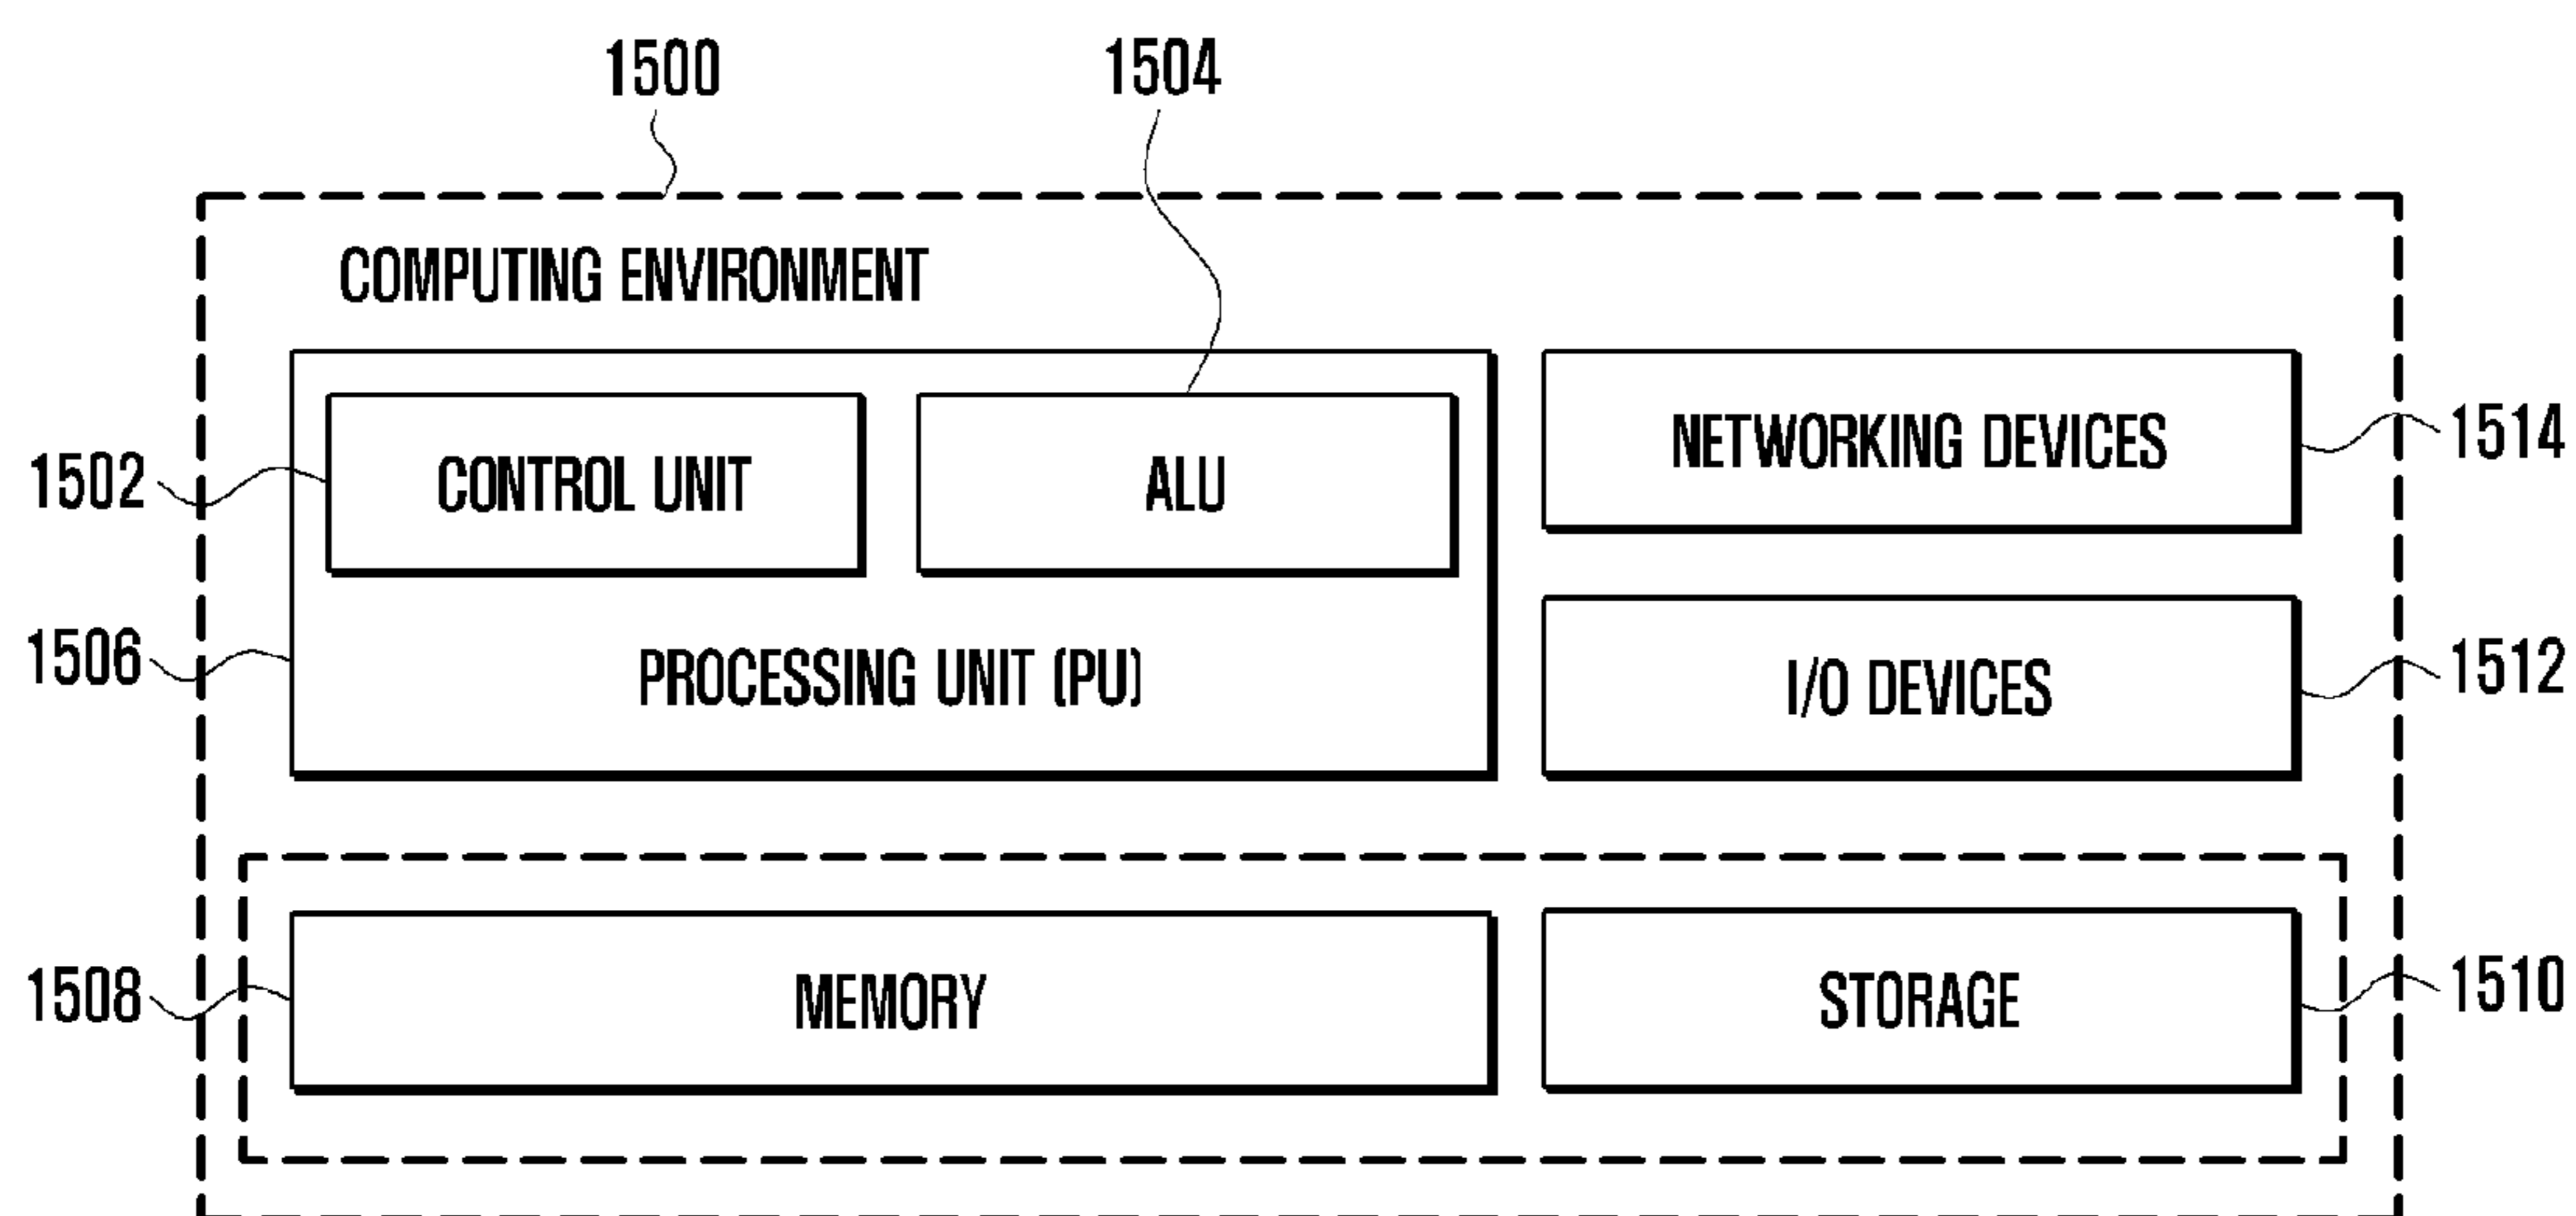 1500
1504
COMPUTING ENVIRONMENT
1502
CONTROL UNIT
ALU
NETWORKING DEVICES
1514
1506
PROCESSING UNIT (PU)
I/O DEVICES
1512
1508
MEMORY
STORAGE
1510